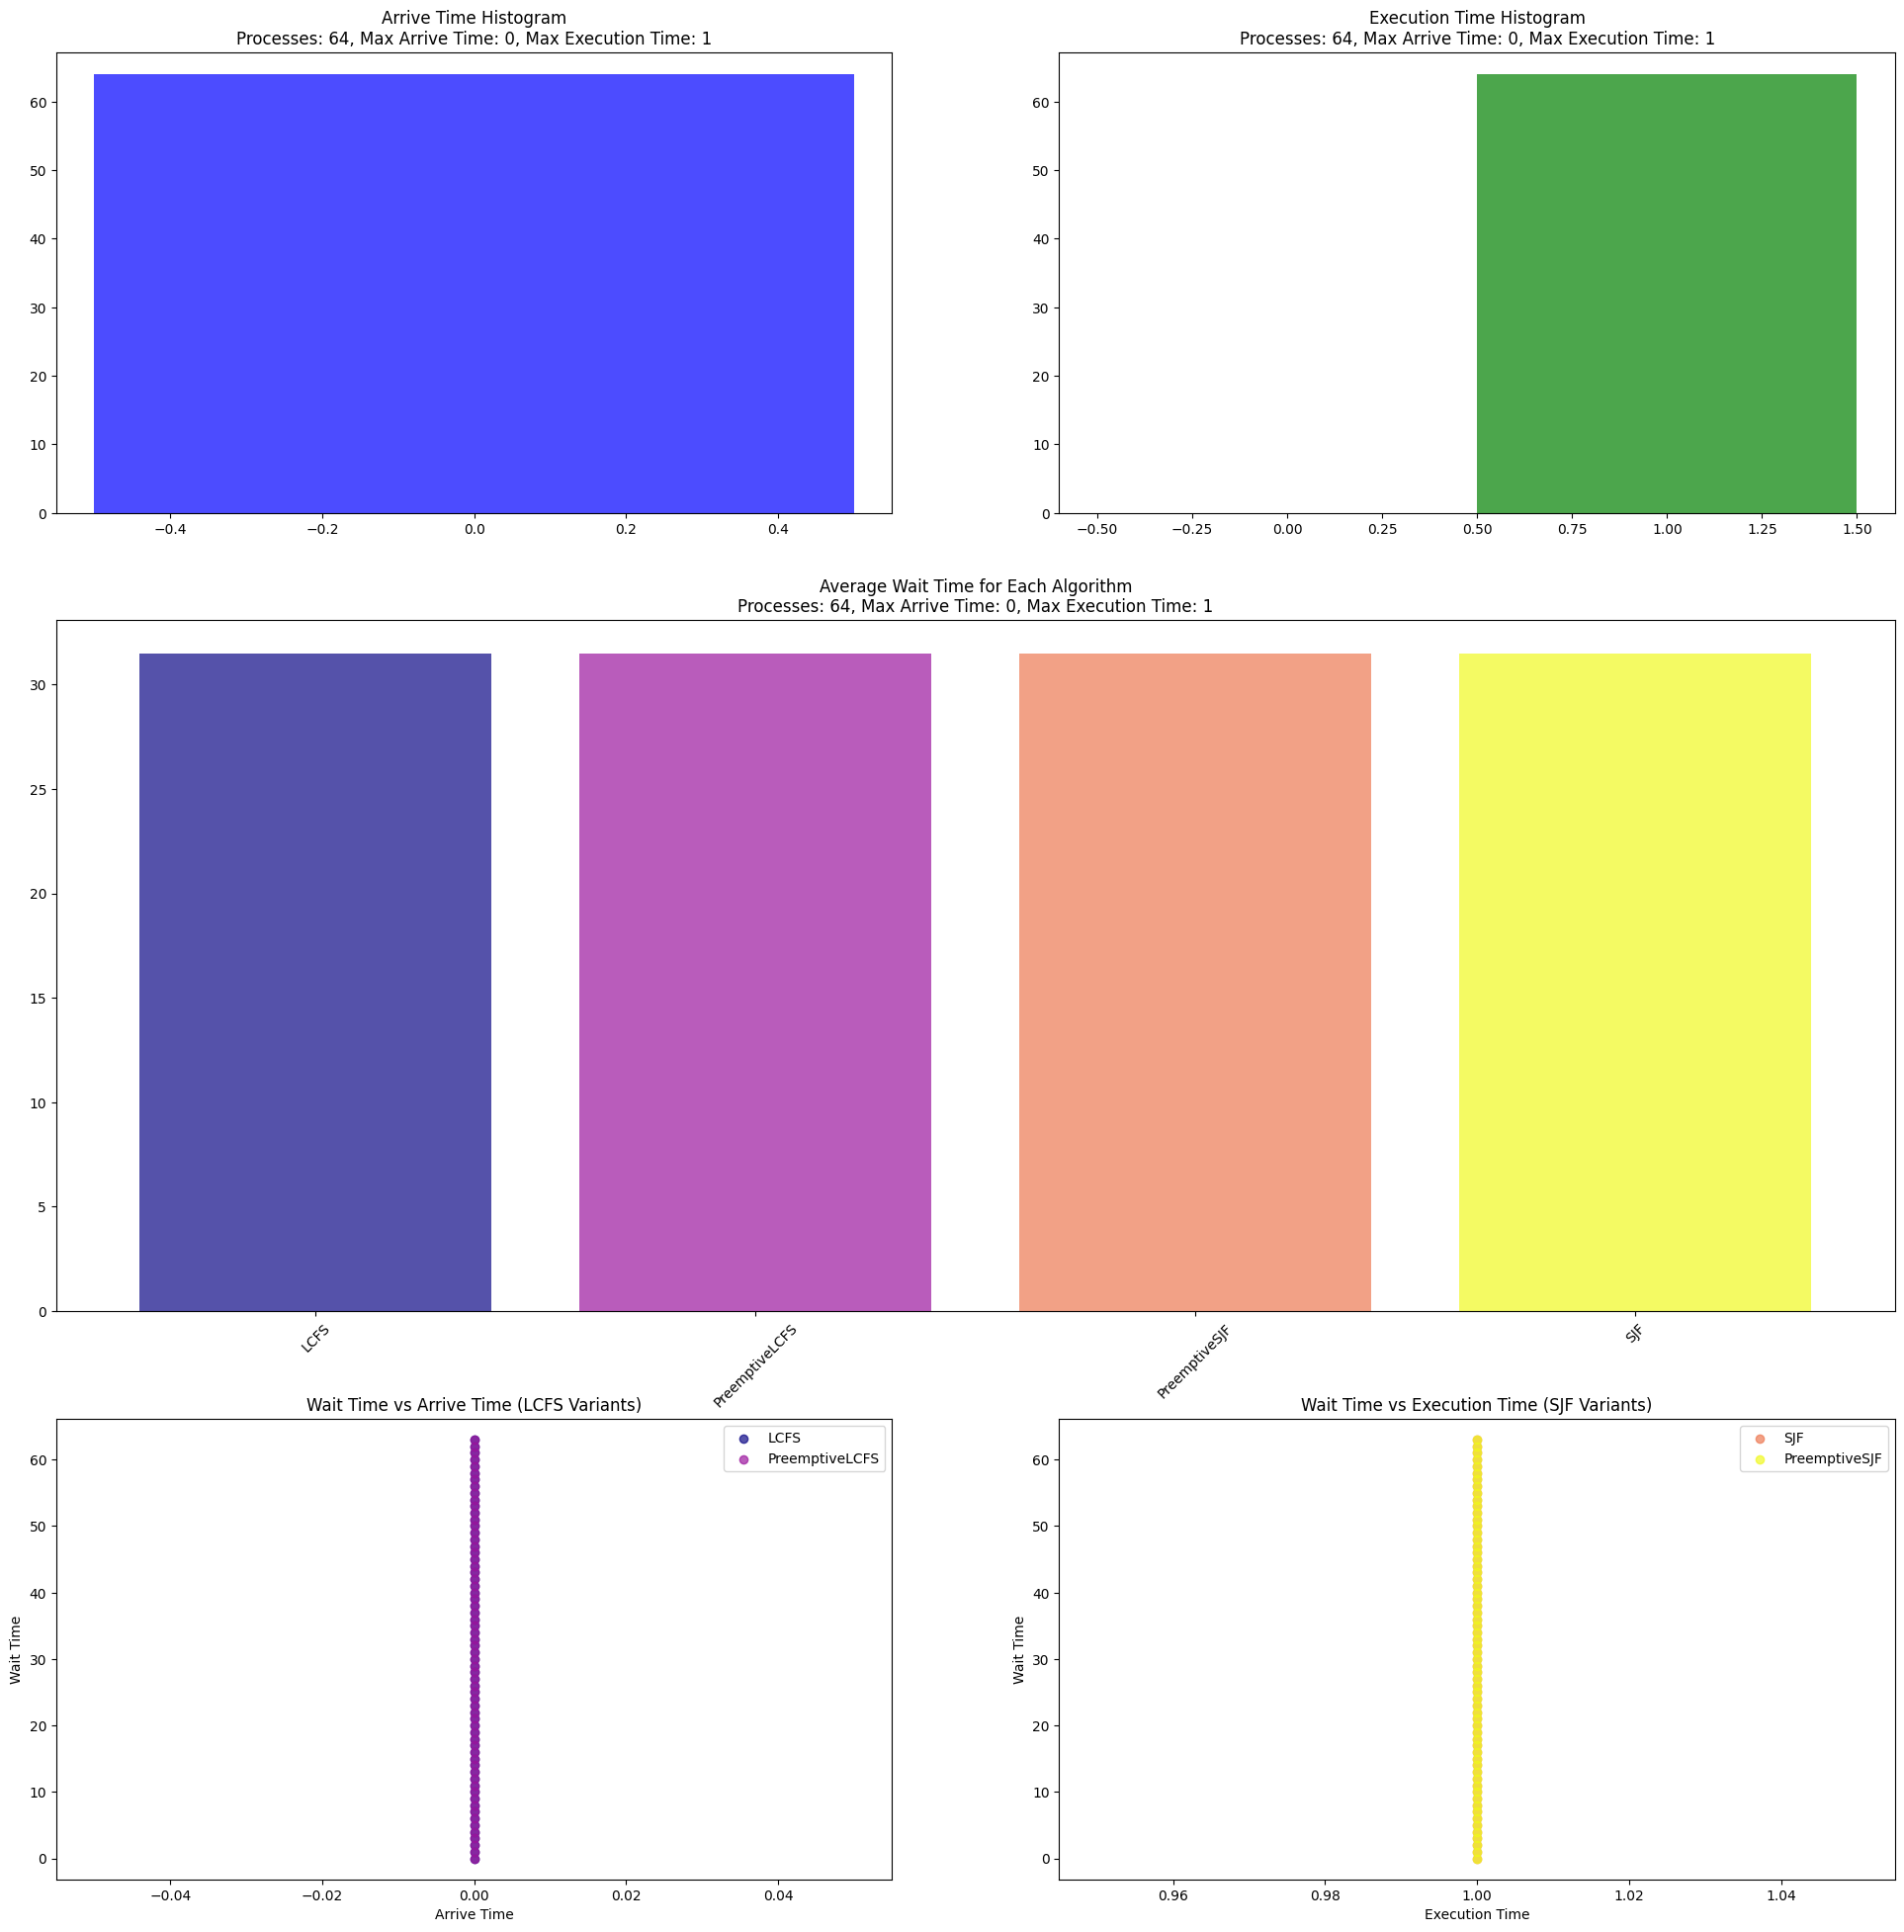 Arrive Time Histogram
Processes: 64, Max Arrive Time: 0, Max Execution Time: 1
60
50
40
30
20
10
0
−0.4 −0.2 0.0 0.2 0.4
Execution Time Histogram
Processes: 64, Max Arrive Time: 0, Max Execution Time: 1
60
50
40
30
20
10
0
−0.50 −0.25 0.00 0.25 0.50 0.75 1.00 1.25 1.50
Average Wait Time for Each Algorithm
Processes: 64, Max Arrive Time: 0, Max Execution Time: 1
30
25
20
15
10
5
0
LCFS
PreemptiveLCFS
PreemptiveSJF
SJF
Wait Time vs Arrive Time (LCFS Variants)
LCFS
PreemptiveLCFS
Wait Time
60
50
40
30
20
10
0
−0.04 −0.02 0.00 0.02 0.04
Arrive Time
Wait Time vs Execution Time (SJF Variants)
SJF
PreemptiveSJF
Wait Time
60
50
40
30
20
10
0
0.96 0.98 1.00 1.02 1.04
Execution Time